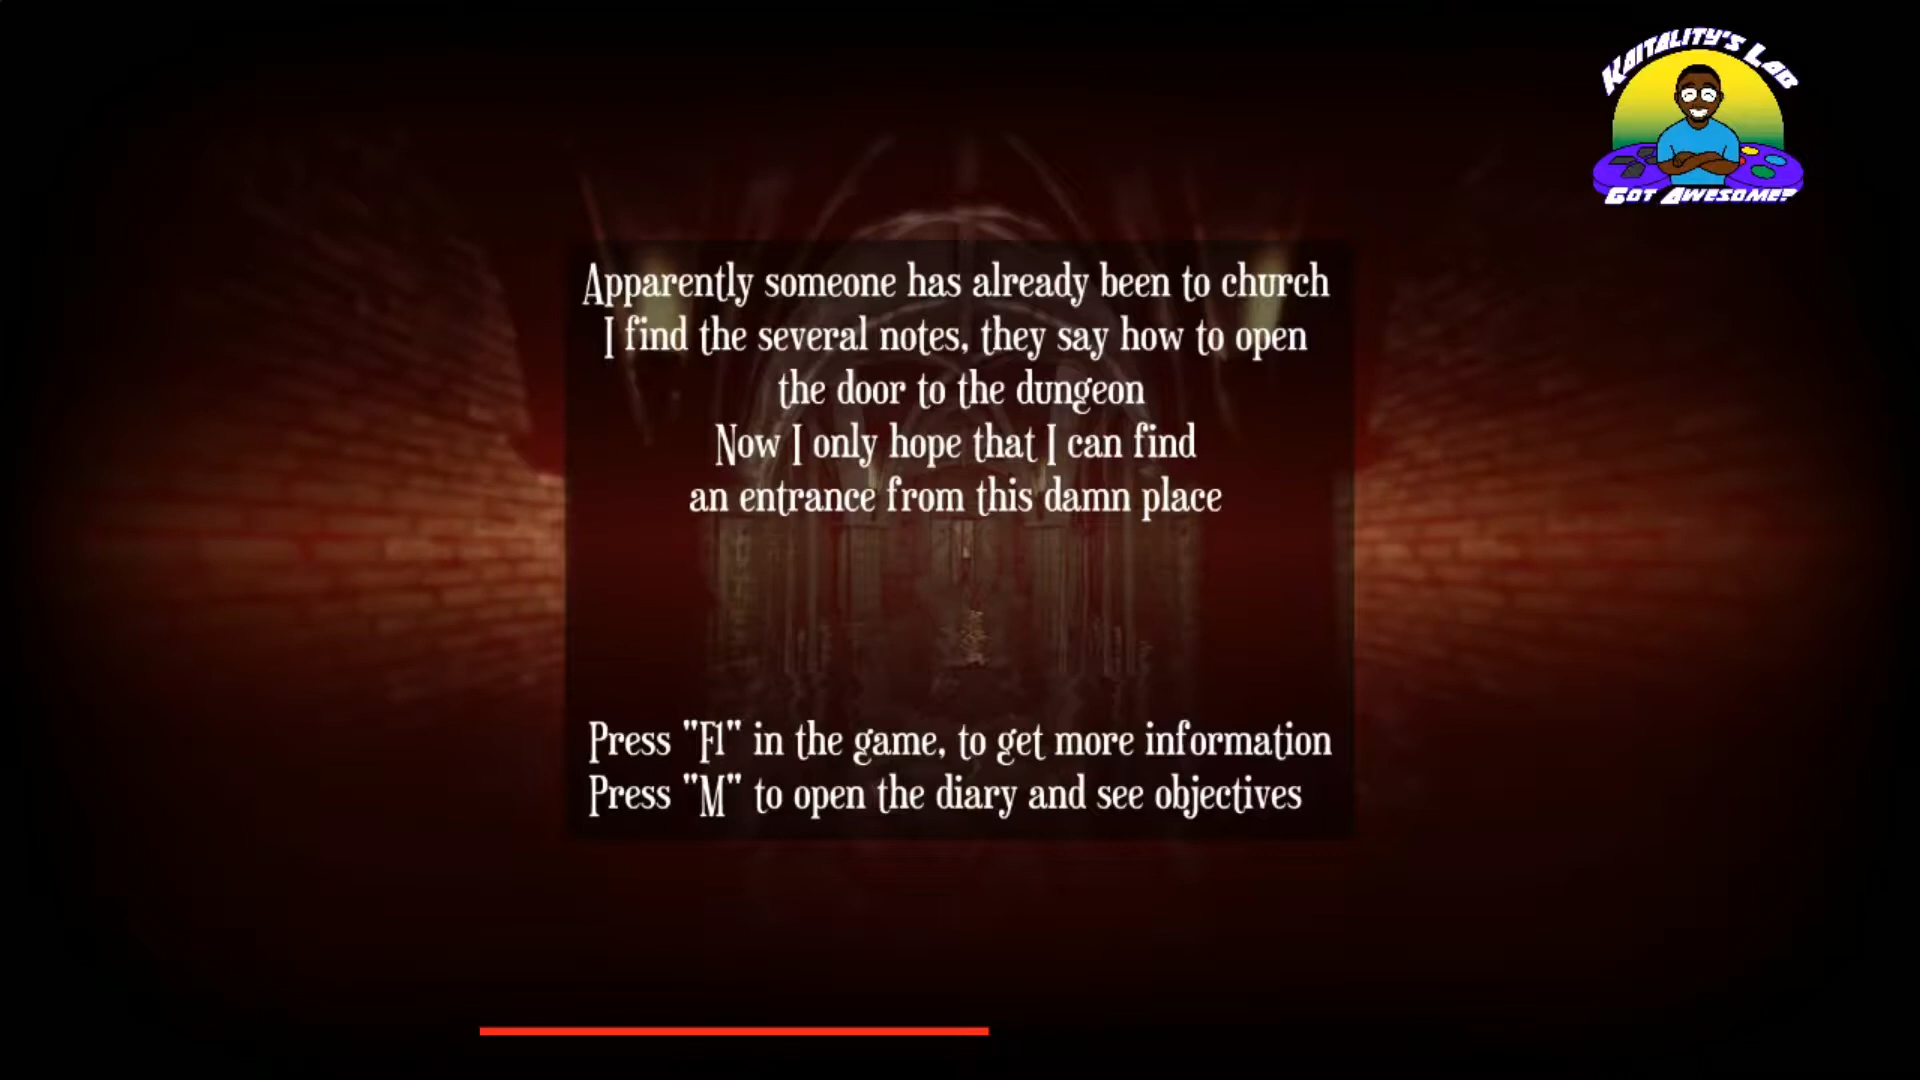 KAITALITY'S LAB
GOT AWESOME?
Apparently someone has already been to church
I find the several notes, they say how to open
the door to the dungeon
Now I only hope that I can find
an entrance from this damn place
Press "F1" in the game, to get more information
Press "M" to open the diary and see objectives